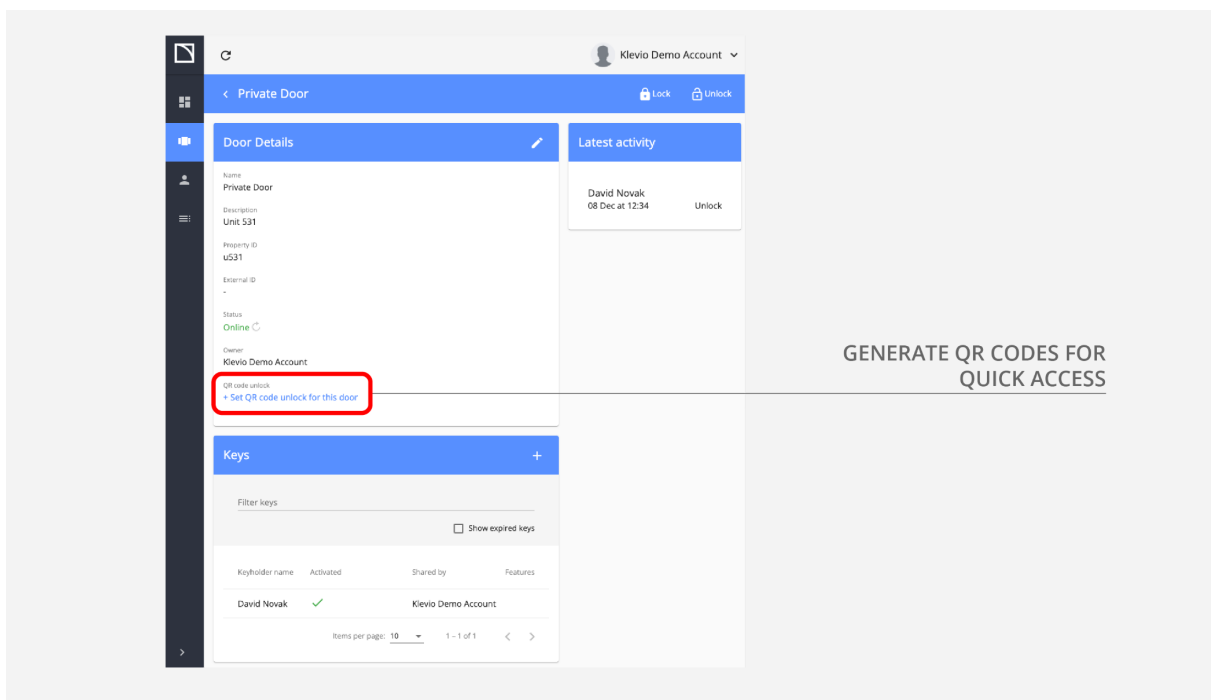 Klevio Demo Account
Private Door
Lock
Unlock
Door Details
Name
Private Door
Description
Unit 531
Property ID
u531
External ID
-
Status
Online
Owner
Klevio Demo Account
QR code unlock
+ Set QR code unlock for this door
Latest activity
David Novak
08 Dec at 12:34 Unlock
GENERATE QR CODES FOR
QUICK ACCESS
Keys +
Filter keys
Show expired keys
Keyholder name Activated Shared by Features
David Novak Klevio Demo Account
Items per page: 10 1 – 1 of 1